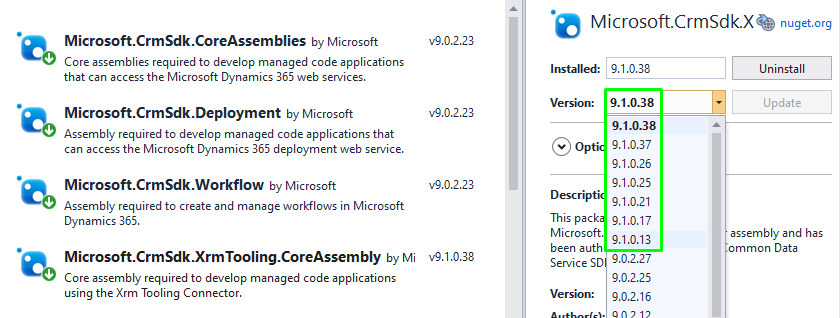 Microsoft.CrmSdk.CoreAssemblies by Microsoft v9.0.2.23
Core assemblies required to develop managed code applications
that can access the Microsoft Dynamics 365 web services.
Microsoft.CrmSdk.Deployment by Microsoft v9.0.2.23
Assembly required to develop managed code applications that
can access the Microsoft Dynamics 365 deployment web service.
Microsoft.CrmSdk.Workflow by Microsoft v9.0.2.23
Assembly required to create and manage workflows in Microsoft
Dynamics 365.
Microsoft.CrmSdk.XrmTooling.CoreAssembly by Mi v9.1.0.38
Core assembly required to develop managed code applications
using the Xrm Tooling Connector.
Microsoft.CrmSdk.X nuget.org
Installed: 9.1.0.38 Uninstall
Version: 9.1.0.38 Update
9.1.0.38
9.1.0.37
Optio
9.1.0.26
9.1.0.25
Descriptio 9.1.0.21
This packa 9.1.0.17
Microsoft. 9.1.0.13 r assembly and has
been auth 9.0.2.27 Common Data
Service SD 9.0.2.25
Version: 9.0.2.16
Author(s): 9.0.2.12